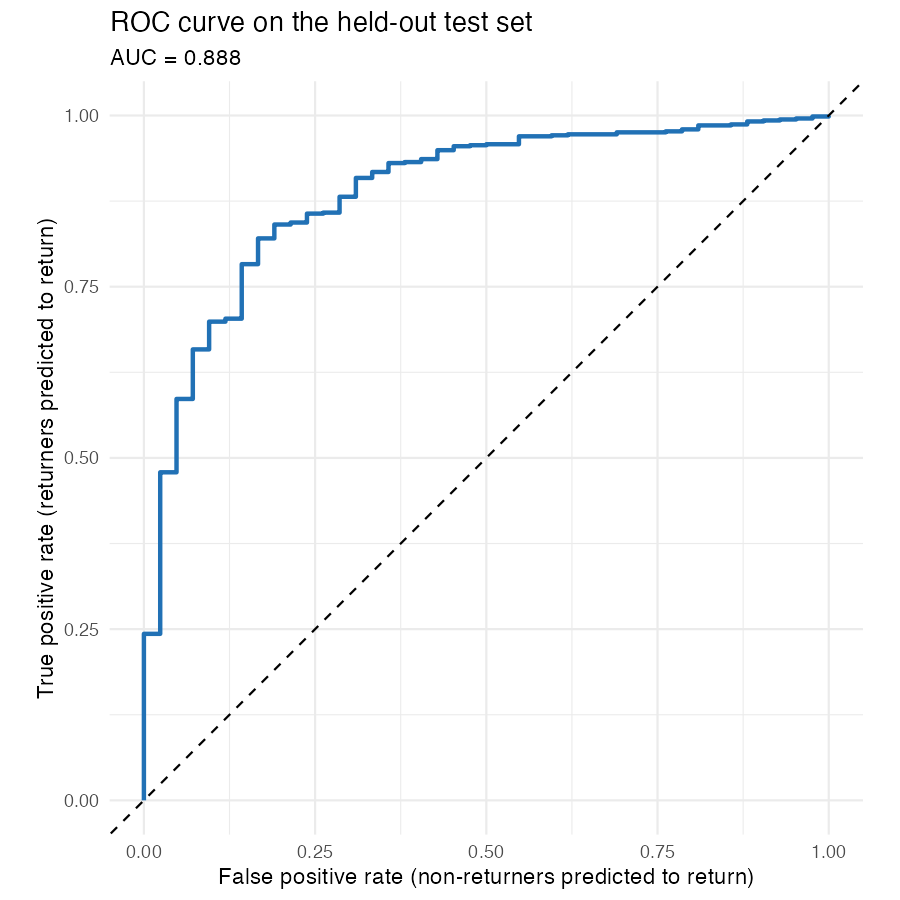 ROC curve on the held-out test set
AUC = 0.888
True positive rate (returners predicted to return)
1.00
0.75
0.50
0.25
0.00
0.00 0.25 0.50 0.75 1.00
False positive rate (non-returners predicted to return)